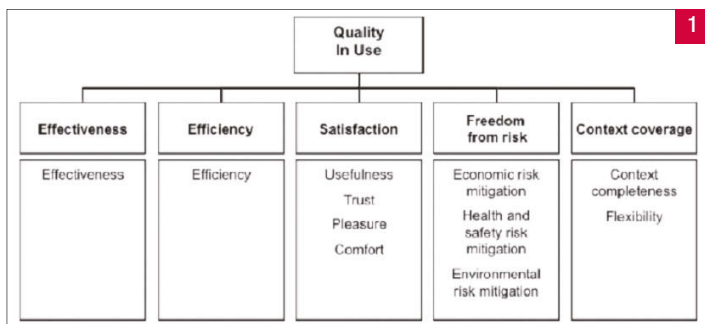 1
Quality
In Use
Effectiveness
Efficiency
Satisfaction
Freedom
from risk
Context coverage
Effectiveness
Efficiency
Usefulness
Trust
Pleasure
Comfort
Economic risk
mitigation
Health and
safety risk
mitigation
Environmental
risk mitigation
Context
completeness
Flexibility